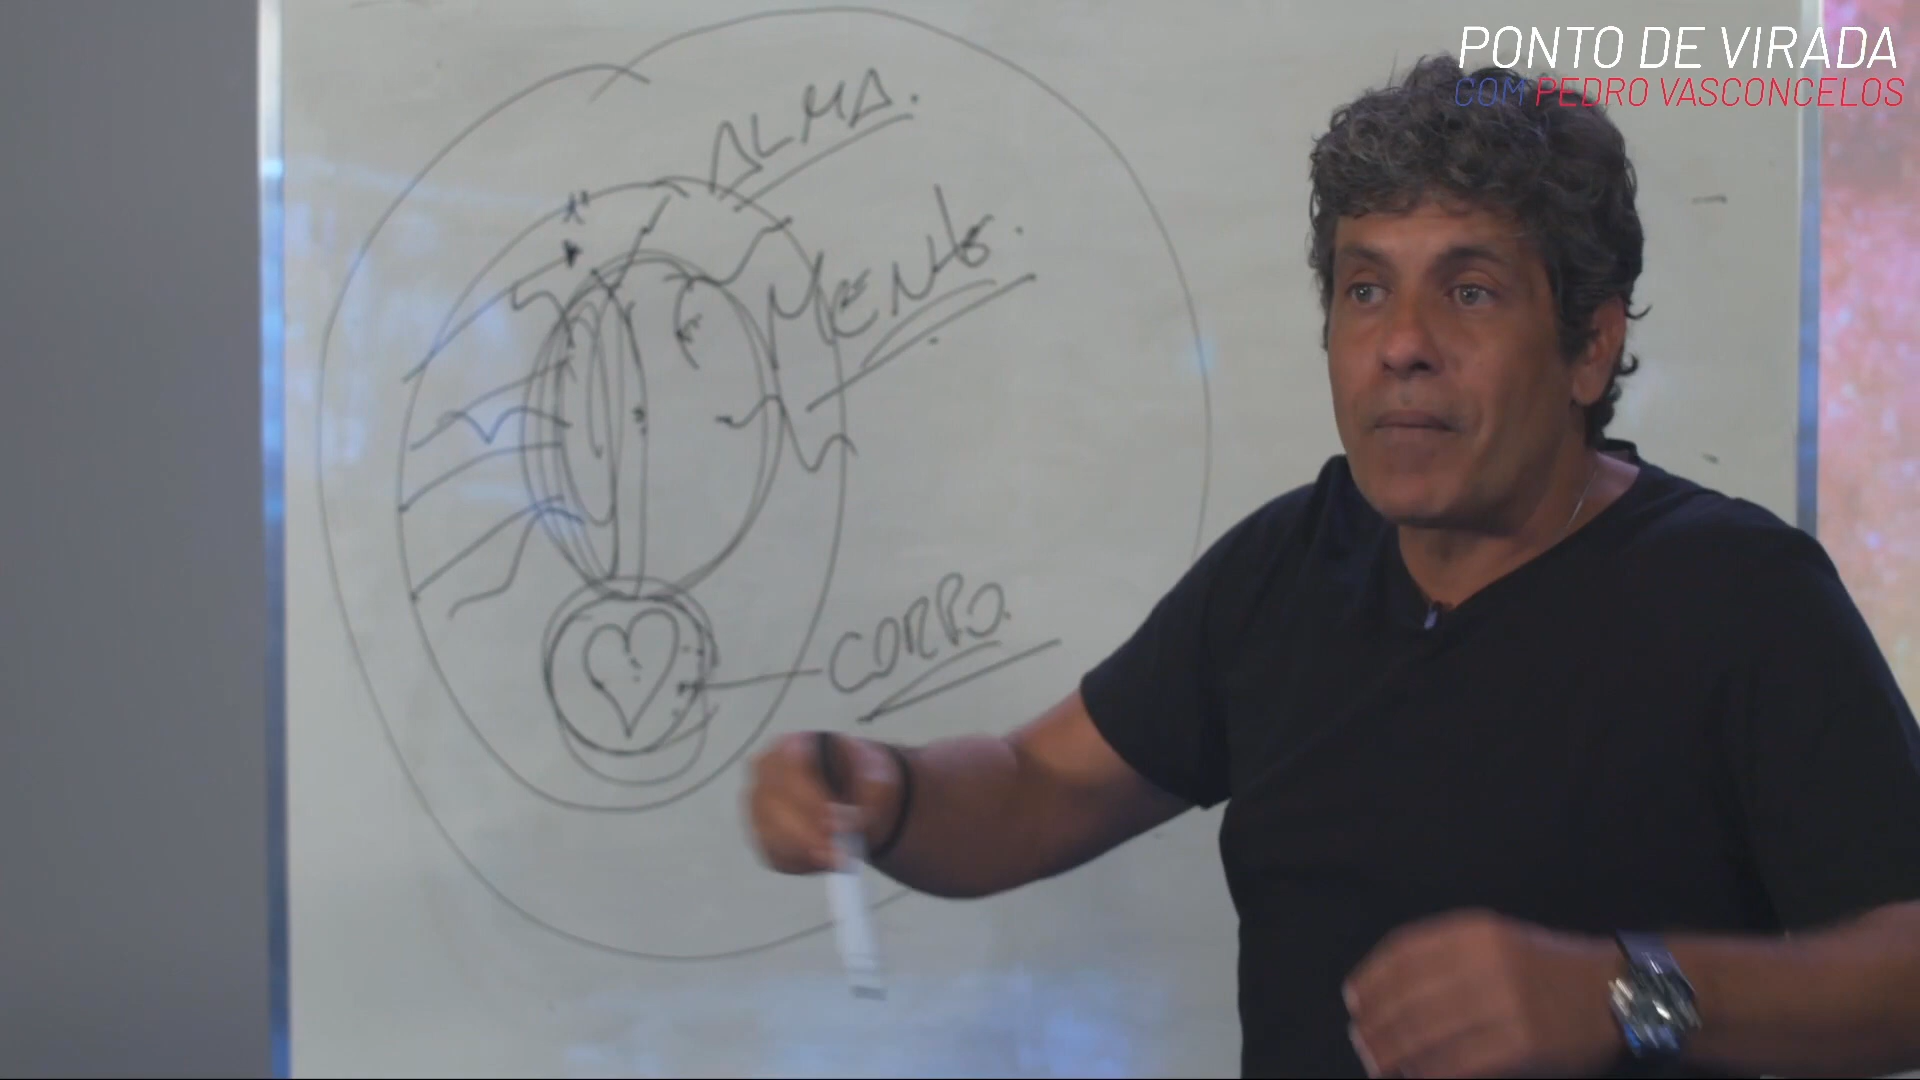 PONTO DE VIRADA
COM PEDRO VASCONCELOS
ALMA.
MENTE.
CORPO.